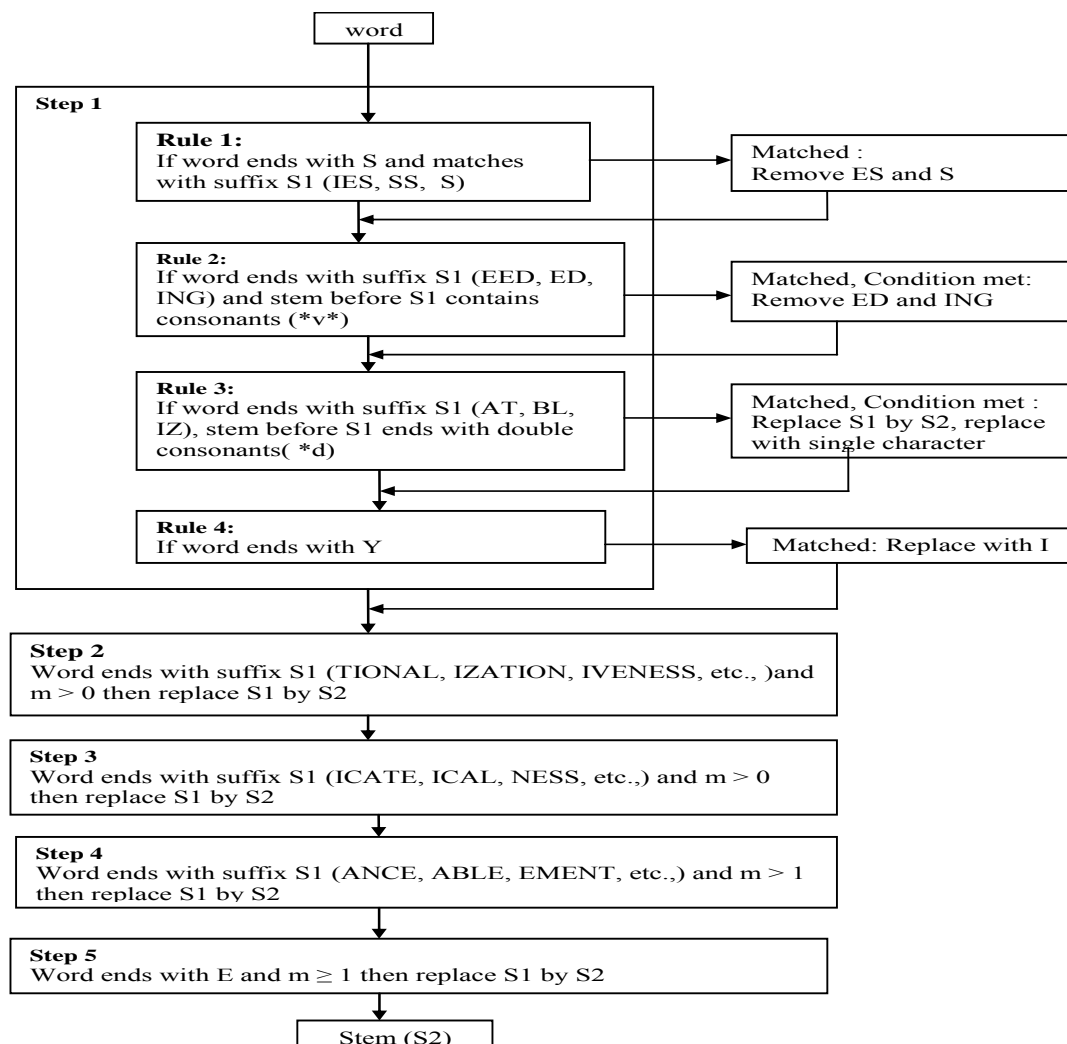 word
Step 1
Rule 1:
If word ends with S and matches
with suffix S1 (IES, SS, S)
Matched :
Remove ES and S
Rule 2:
If word ends with suffix S1 (EED, ED,
ING) and stem before S1 contains
consonants (*v*)
Matched, Condition met:
Remove ED and ING
Rule 3:
If word ends with suffix S1 (AT, BL,
IZ), stem before S1 ends with double
consonants( *d)
Matched, Condition met :
Replace S1 by S2, replace
with single character
Rule 4:
If word ends with Y
Matched: Replace with I
Step 2
Word ends with suffix S1 (TIONAL, IZATION, IVENESS, etc., )and
m > 0 then replace S1 by S2
Step 3
Word ends with suffix S1 (ICATE, ICAL, NESS, etc.,) and m > 0
then replace S1 by S2
Step 4
Word ends with suffix S1 (ANCE, ABLE, EMENT, etc.,) and m > 1
then replace S1 by S2
Step 5
Word ends with E and m ≥ 1 then replace S1 by S2
Stem (S2)